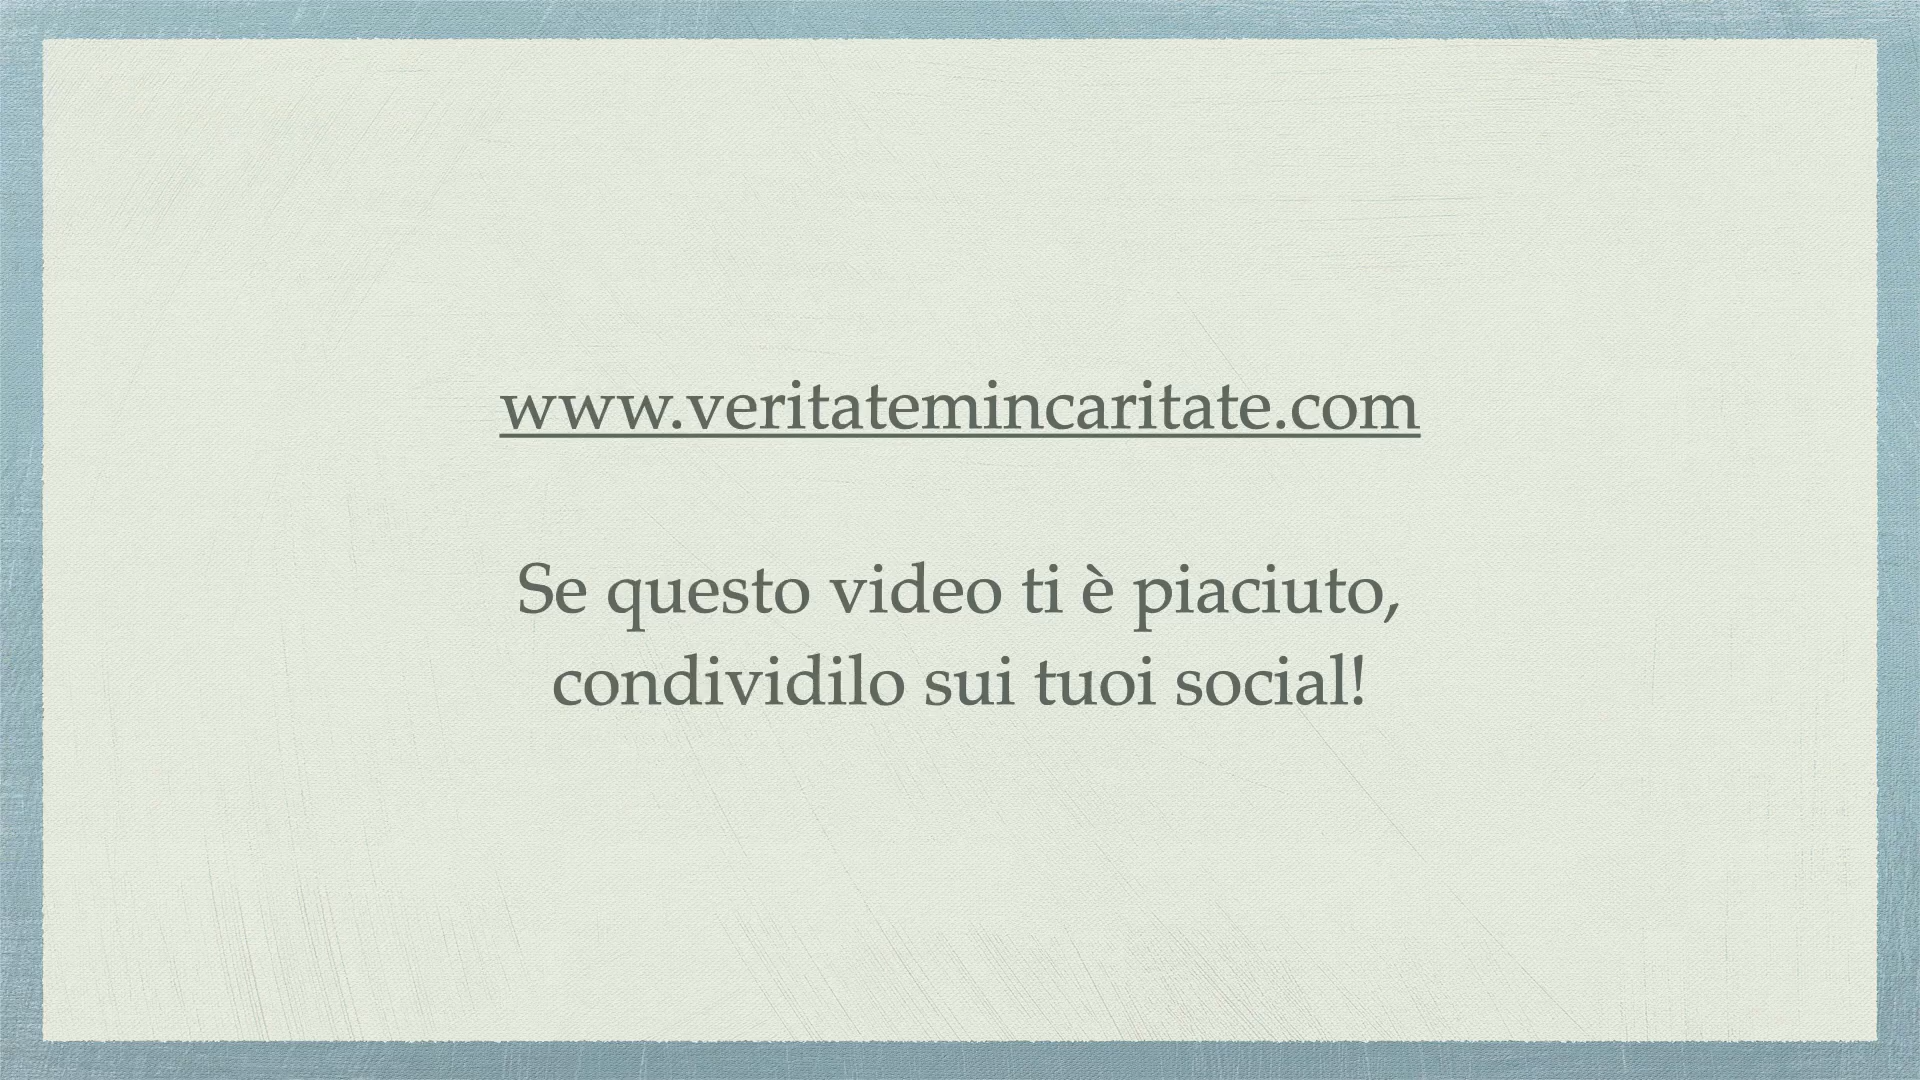 www.veritatemincaritate.com
Se questo video ti è piaciuto,
condividilo sui tuoi social!